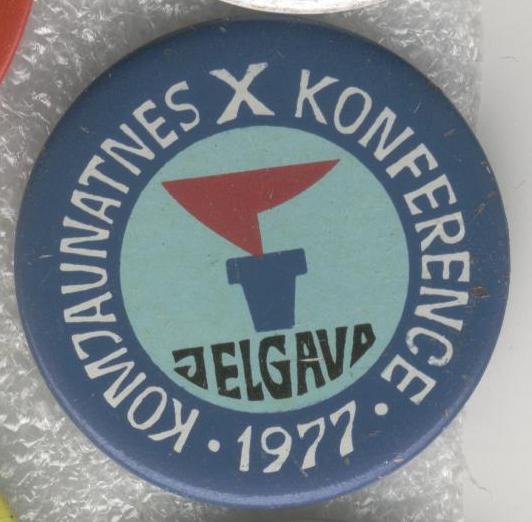 KOMJAUNATNES X KONFERENCE
· 1977 ·
JELGAVA